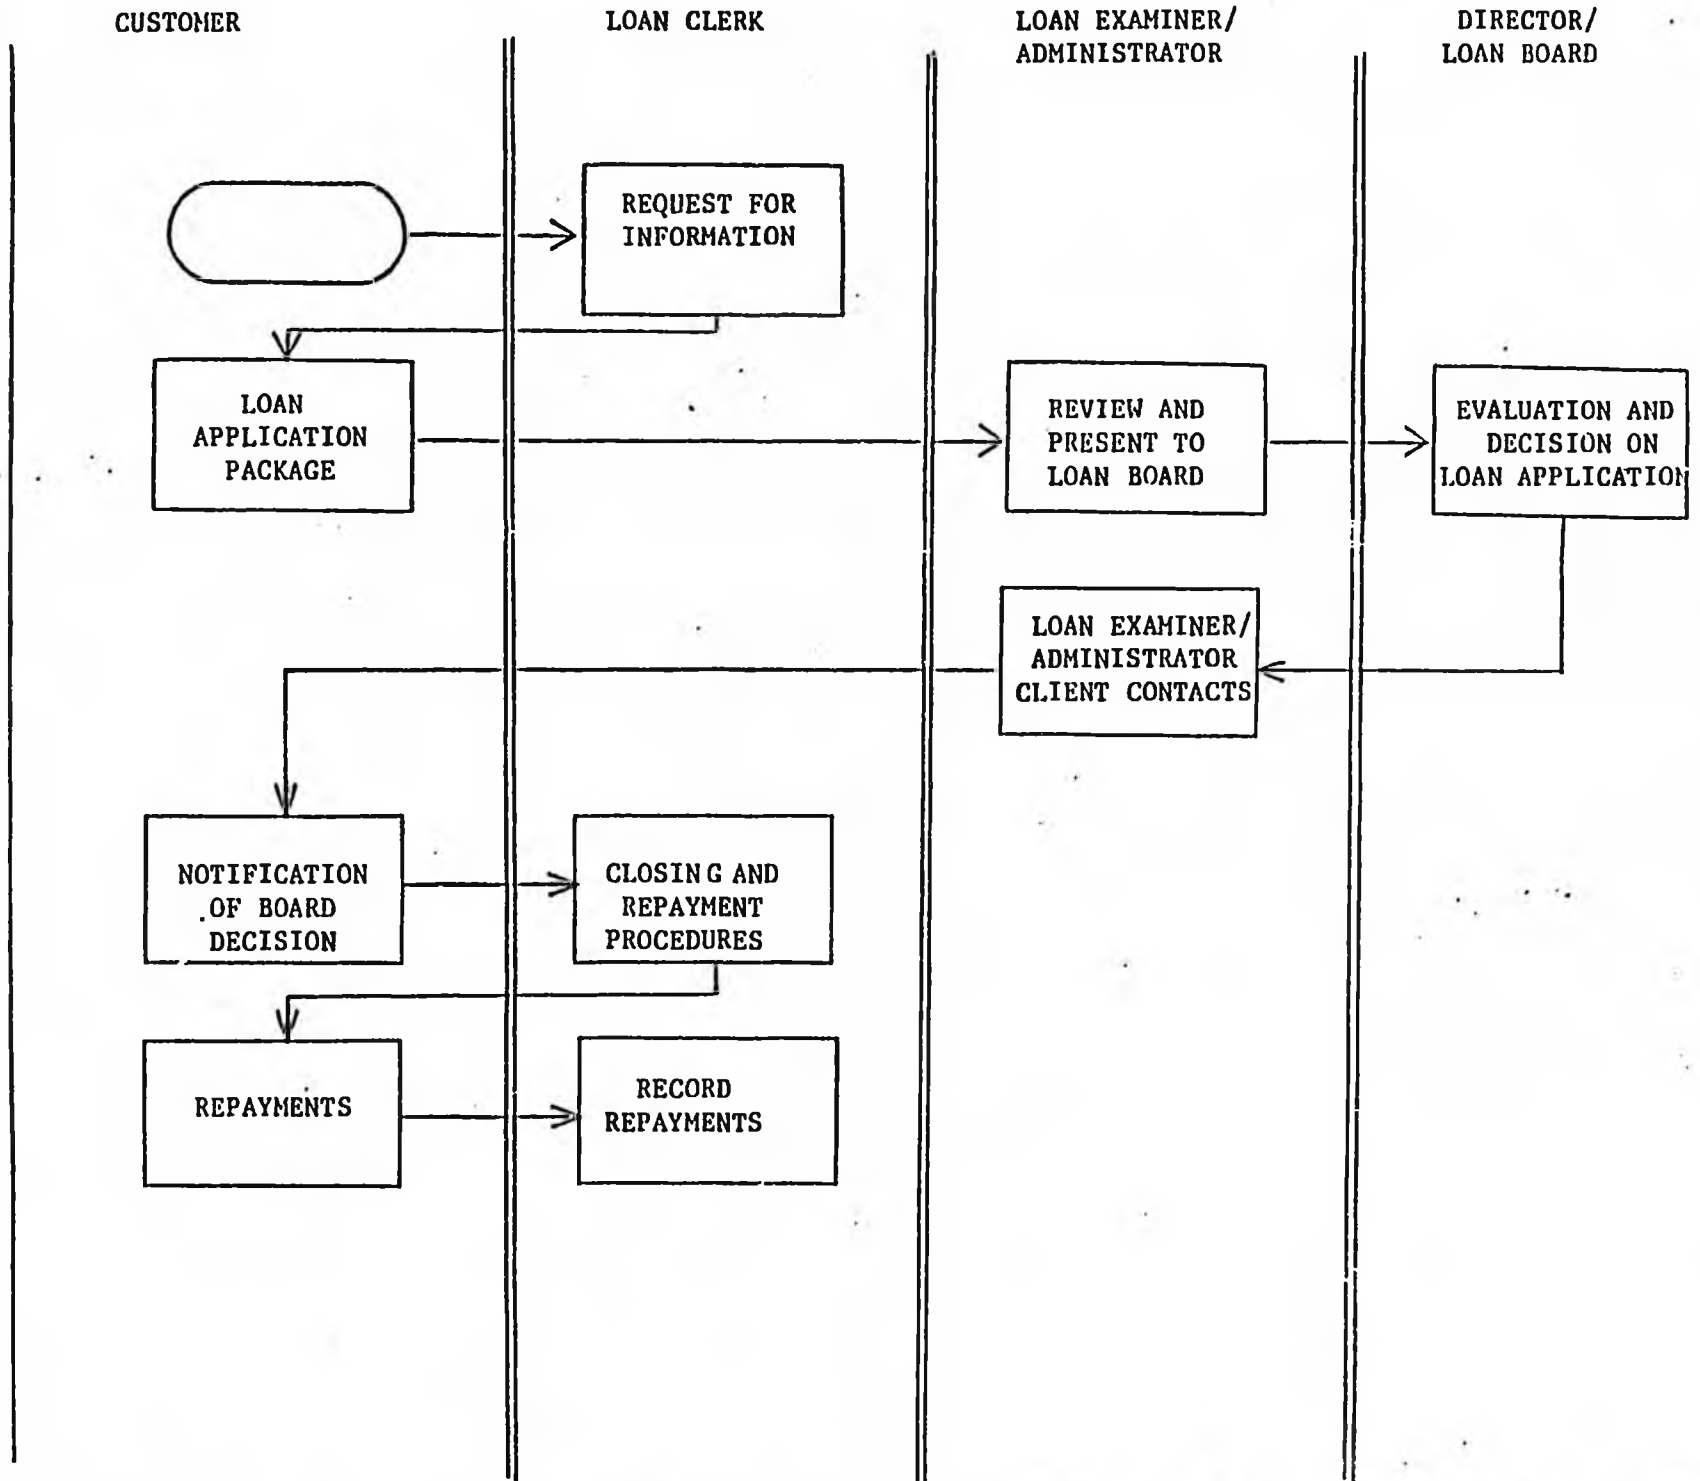 CUSTOMER
LOAN CLERK
LOAN EXAMINER/
ADMINISTRATOR
DIRECTOR/
LOAN BOARD
REQUEST FOR
INFORMATION
LOAN
APPLICATION
PACKAGE
REVIEW AND
PRESENT TO
LOAN BOARD
EVALUATION AND
DECISION ON
LOAN APPLICATION
LOAN EXAMINER/
ADMINISTRATOR
CLIENT CONTACTS
NOTIFICATION
OF BOARD
DECISION
CLOSING AND
REPAYMENT
PROCEDURES
REPAYMENTS
RECORD
REPAYMENTS